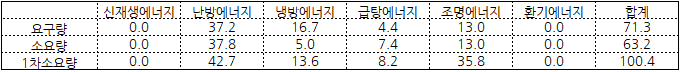 신재생에너지 난방에너지 냉방에너지 급탕에너지 조명에너지 환기에너지 합계
요구량 0.0 37.2 16.7 4.4 13.0 0.0 71.3
소요량 0.0 37.8 5.0 7.4 13.0 0.0 63.2
1차소요량 0.0 42.7 13.6 8.2 35.8 0.0 100.4